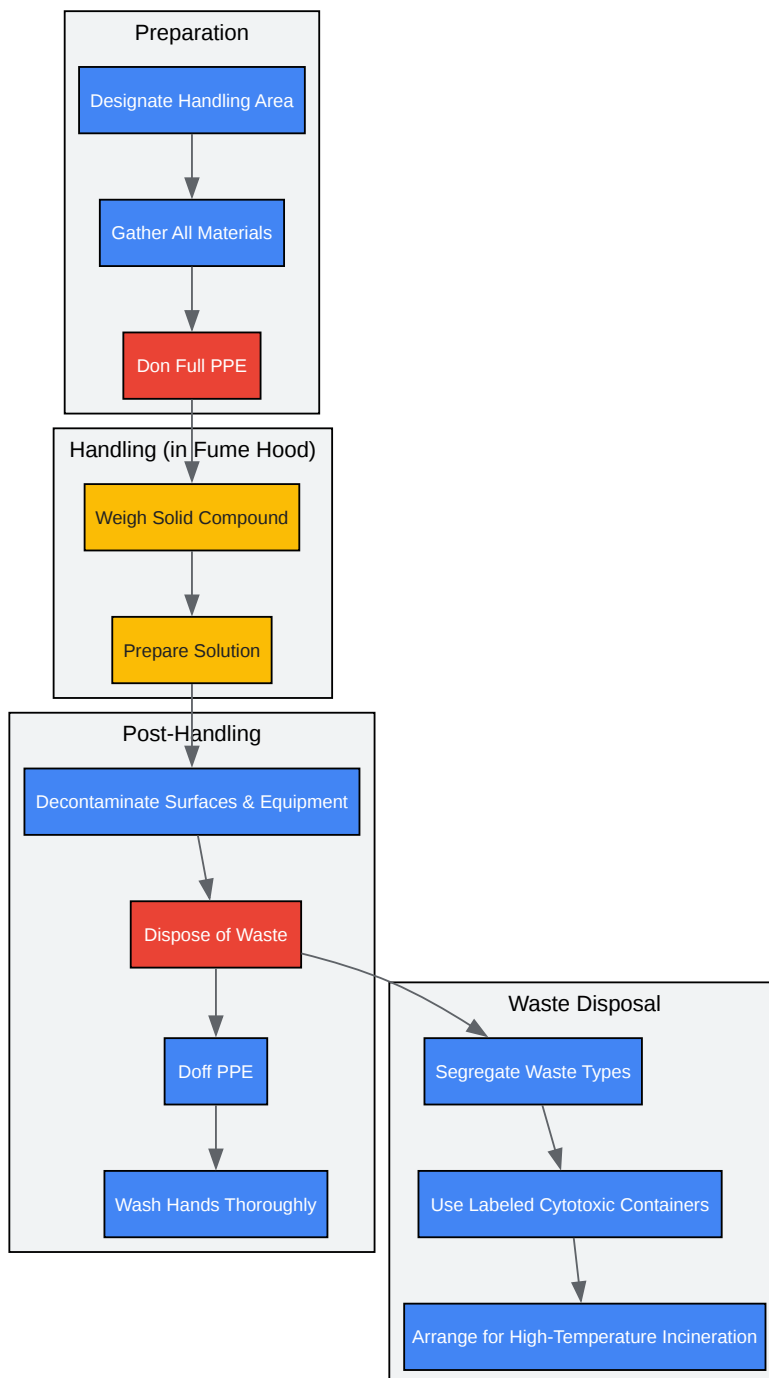 Preparation
Designate Handling Area
Gather All Materials
Don Full PPE
Handling (in Fume Hood)
Weigh Solid Compound
Prepare Solution
Post-Handling
Decontaminate Surfaces & Equipment
Dispose of Waste
Doff PPE
Wash Hands Thoroughly
Waste Disposal
Segregate Waste Types
Use Labeled Cytotoxic Containers
Arrange for High-Temperature Incineration